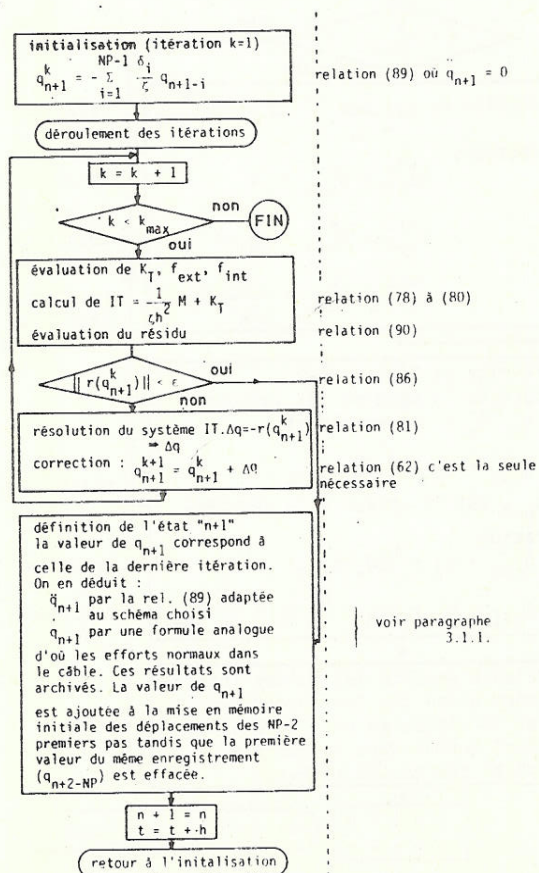 initialisation (itération k=1)
NP-1 δi
q^k_{n+1} = - Σ — q_{n+1-i}
i=1 ζ
relation (89) où q̈_{n+1} = 0
déroulement des itérations
k = k + 1
k < k_max
non
FIN
oui
évaluation de K_T, f_ext, f_int
calcul de IT = 1/ζh² M + K_T
relation (78) à (80)
évaluation du résidu
relation (90)
|| r(q^k_{n+1})|| < ε
oui
relation (86)
non
résolution du système IT.Δq=-r(q^k_{n+1})
relation (81)
⇒ Δq
correction : q^{k+1}_{n+1} = q^k_{n+1} + Δq
relation (62) c'est la seule
nécessaire
définition de l'état "n+1"
la valeur de q_{n+1} correspond à
celle de la dernière itération.
On en déduit :
q̈_{n+1} par la rel. (89) adaptée
au schéma choisi
q_{n+1} par une formule analogue
voir paragraphe
3.1.1.
d'où les efforts normaux dans
le câble. Ces résultats sont
archivés. La valeur de q_{n+1}
est ajoutée à la mise en mémoire
initiale des déplacements des NP-2
premiers pas tandis que la première
valeur du même enregistrement
(q_{n+2-NP}) est effacée.
n + 1 = n
t = t + h
retour à l'initalisation